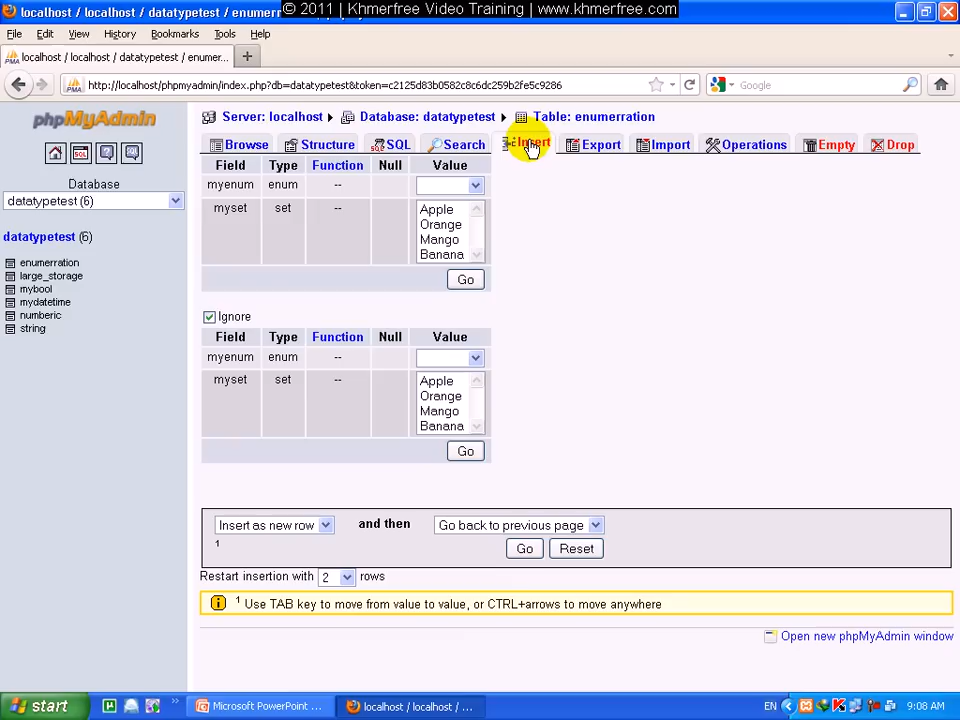 localhost / localhost / datatypetest / enumerr
© 2011 | Khmerfree Video Training | www.khmerfree.com
File Edit View History Bookmarks Tools Help
localhost / localhost / datatypetest / enumer...
http://localhost/phpmyadmin/index.php?db=datatypetest&token=c2125d83b0582c8c6dc259b2fe5c9286
Google
phpMyAdmin
Server: localhost Database: datatypetest Table: enumerration
Browse Structure SQL Search Insert Export Import Operations Empty Drop
SQL
Database
datatypetest (6)
datatypetest (6)
enumerration
large_storage
mybool
mydatetime
numberic
string
Field Type Function Null Value
myenum enum --
myset set -- Apple
Orange
Mango
Banana
Go
Ignore
Field Type Function Null Value
myenum enum --
myset set -- Apple
Orange
Mango
Banana
Go
Insert as new row and then Go back to previous page
1
Go Reset
Restart insertion with 2 rows
1 Use TAB key to move from value to value, or CTRL+arrows to move anywhere
Open new phpMyAdmin window
start Microsoft PowerPoint ... localhost / localhost / ... EN 9:08 AM